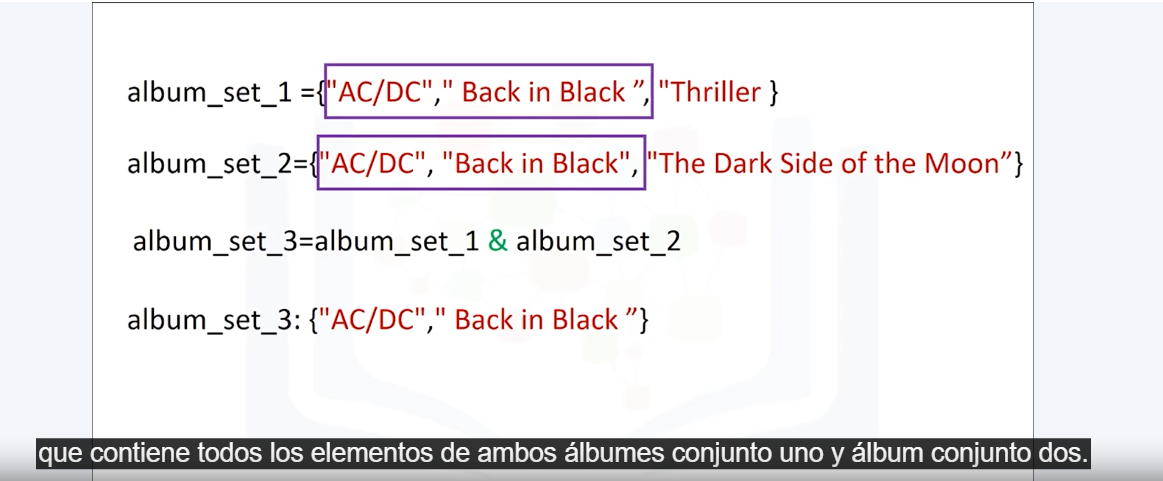 album_set_1 ={"AC/DC"," Back in Black ”, "Thriller }
album_set_2={"AC/DC", "Back in Black", "The Dark Side of the Moon”}
album_set_3=album_set_1 & album_set_2
album_set_3: {"AC/DC"," Back in Black ”}
que contiene todos los elementos de ambos álbumes conjunto uno y álbum conjunto dos.